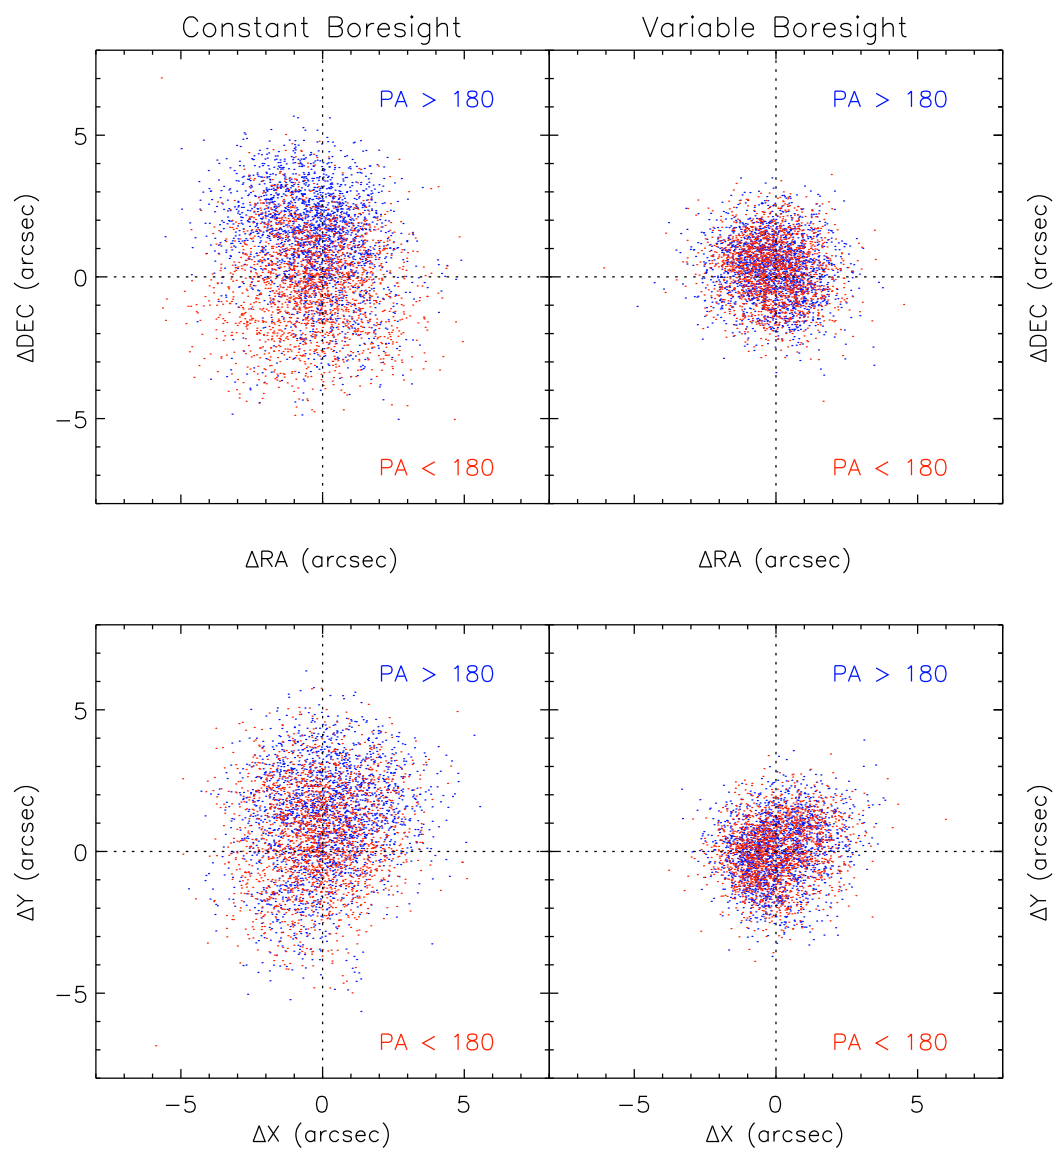 Constant Boresight
Variable Boresight
PA > 180
PA > 180
5
0
−5
ΔDEC (arcsec)
ΔDEC (arcsec)
PA < 180
PA < 180
ΔRA (arcsec)
ΔRA (arcsec)
PA > 180
PA > 180
5
0
−5
ΔY (arcsec)
ΔY (arcsec)
PA < 180
PA < 180
−5 0 5
−5 0 5
ΔX (arcsec)
ΔX (arcsec)